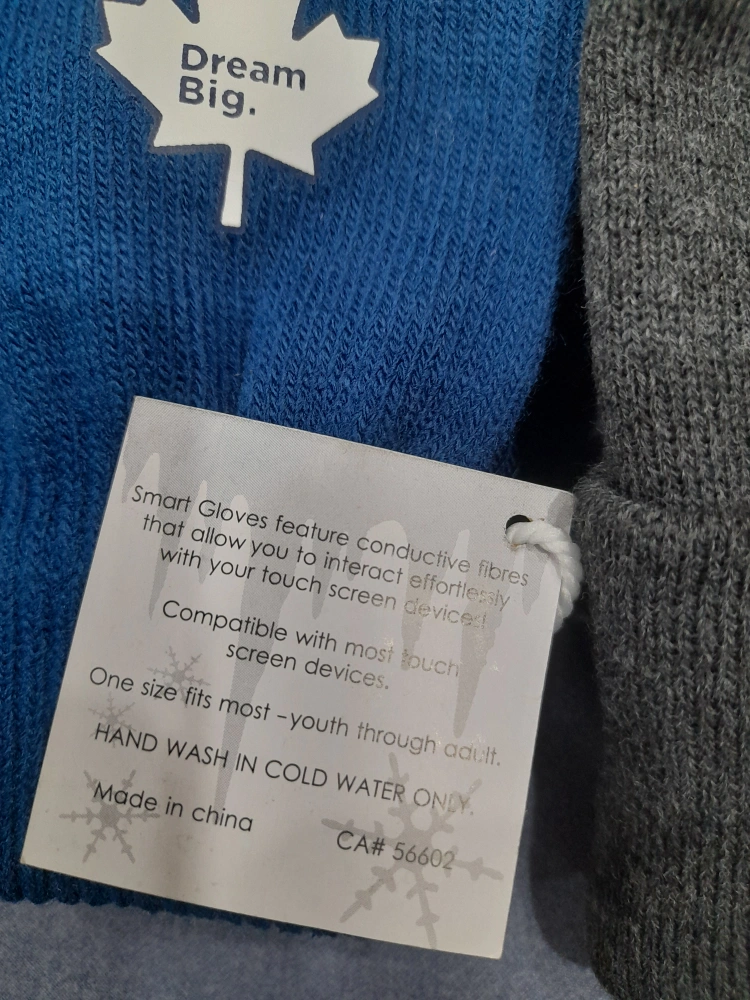 Dream
Big.
Smart Gloves feature conductive fibres
that allow you to interact effortlessly
with your touch screen devices!
Compatible with most touch
screen devices.
One size fits most – youth through adult.
HAND WASH IN COLD WATER ONLY.
Made in china
CA# 56602